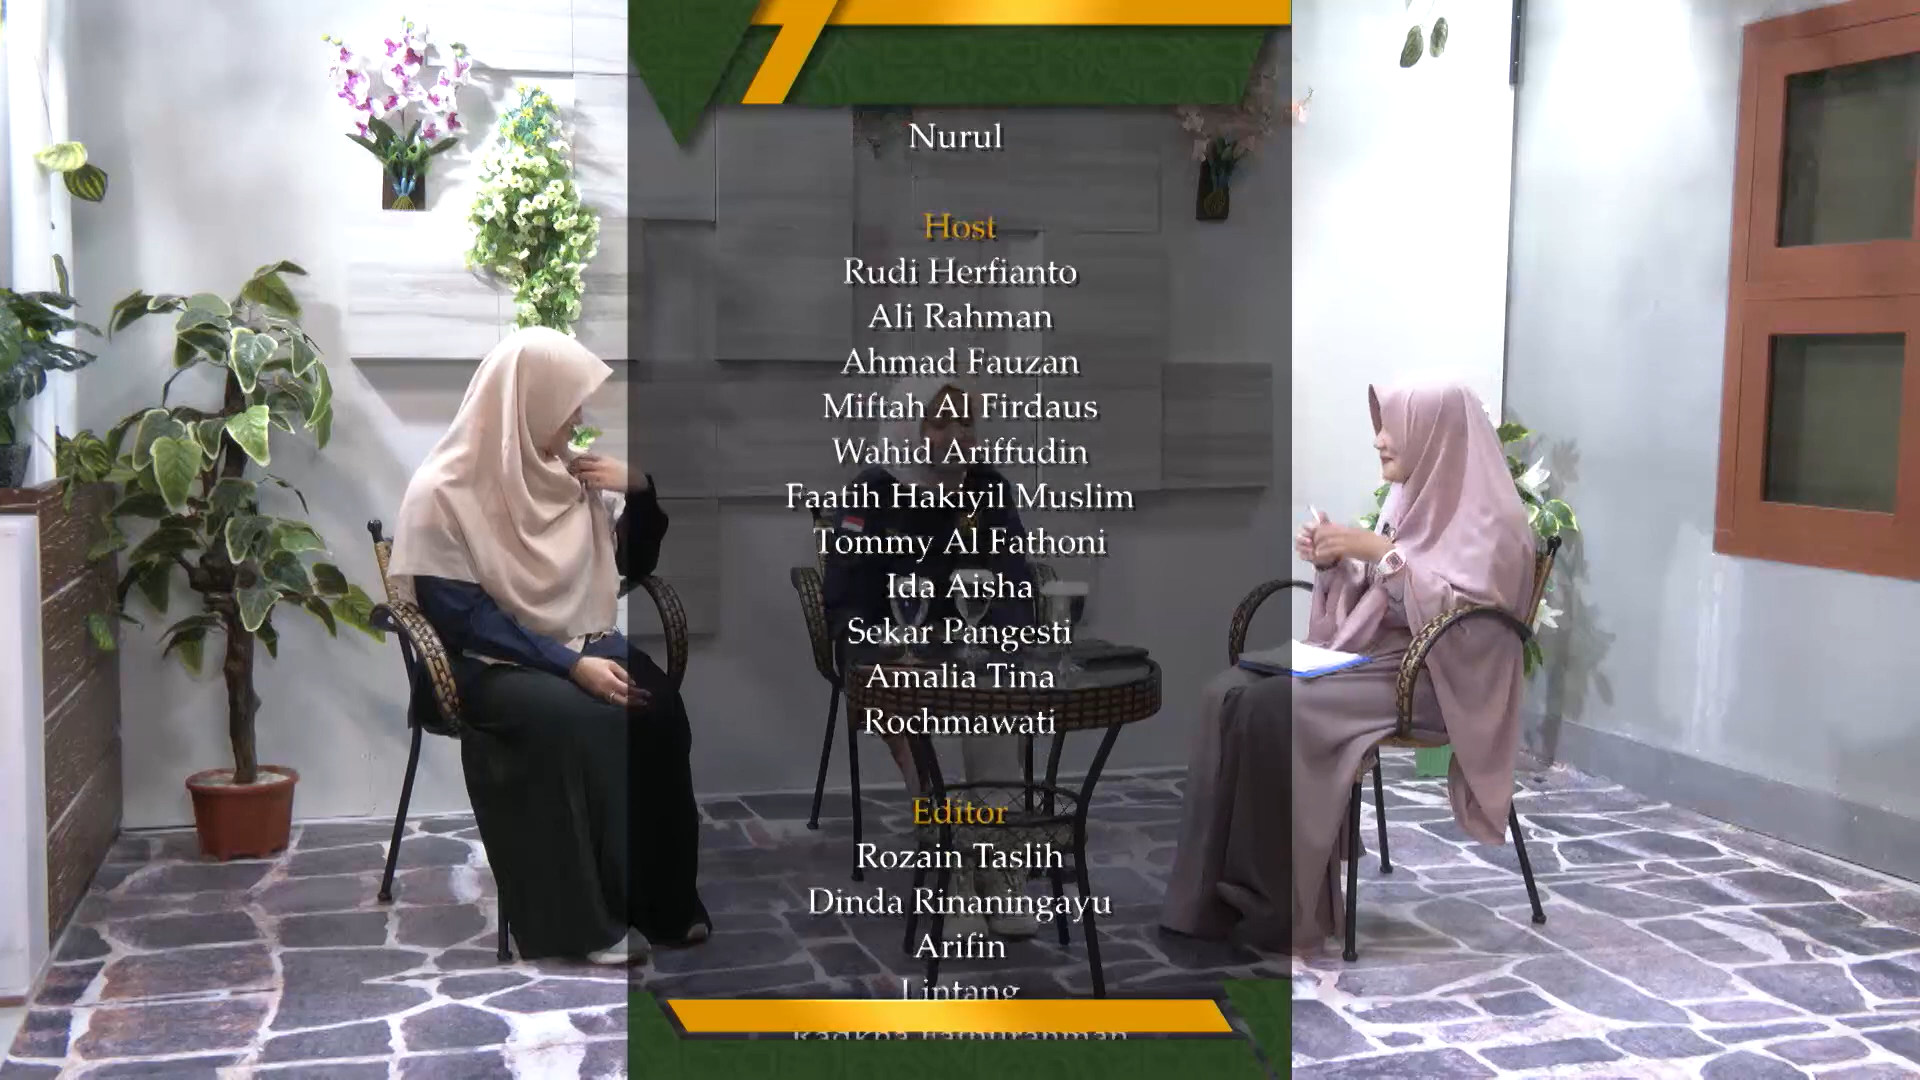 Nurul
Host
Rudi Herfianto
Ali Rahman
Ahmad Fauzan
Miftah Al Firdaus
Wahid Ariffudin
Faatih Hakiyil Muslim
Tommy Al Fathoni
Ida Aisha
Sekar Pangesti
Amalia Tina
Rochmawati
Editor
Rozain Taslih
Dinda Rinaningayu
Arifin
Lintang